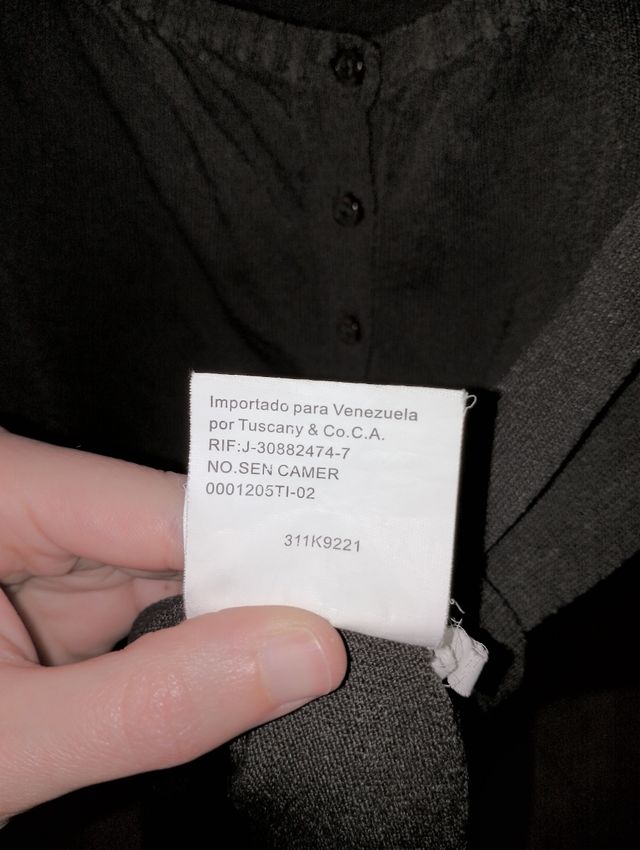 Importado para Venezuela
por Tuscany & Co.C.A.
RIF:J-30882474-7
NO.SEN CAMER
0001205TI-02
311K9221